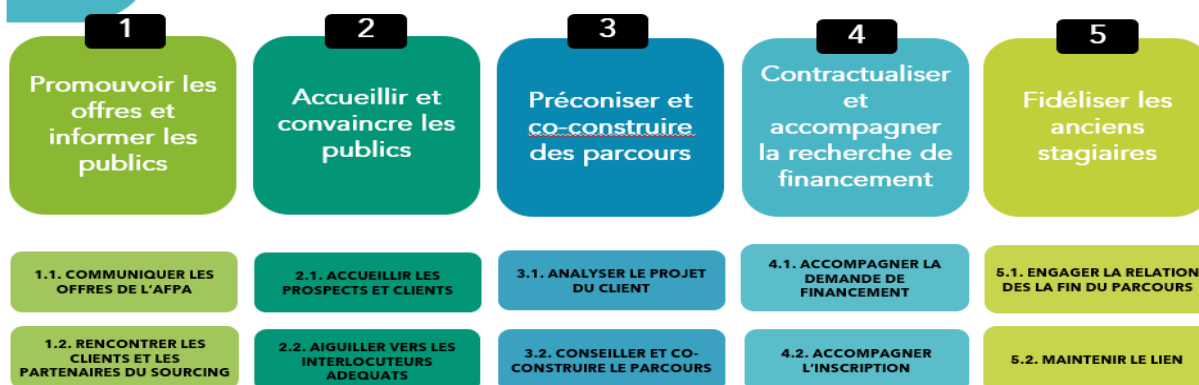 1
Promouvoir les
offres et
informer les
publics
2
Accueillir et
convaincre les
publics
3
Préconiser et
co-construire
des parcours
4
Contractualiser
et
accompagner
la recherche de
financement
5
Fidéliser les
anciens
stagiaires
1.1. COMMUNIQUER LES
OFFRES DE L’AFPA
2.1. ACCUEILLIR LES
PROSPECTS ET CLIENTS
3.1. ANALYSER LE PROJET
DU CLIENT
4.1. ACCOMPAGNER LA
DEMANDE DE
FINANCEMENT
5.1. ENGAGER LA RELATION
DES LA FIN DU PARCOURS
1.2. RENCONTRER LES
CLIENTS ET LES
PARTENAIRES DU SOURCING
2.2. AIGUILLER VERS LES
INTERLOCUTEURS
ADEQUATS
3.2. CONSEILLER ET CO-
CONSTRUIRE LE PARCOURS
4.2. ACCOMPAGNER
L’INSCRIPTION
5.2. MAINTENIR LE LIEN